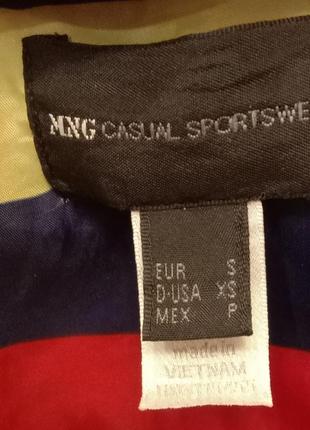 MNG CASUAL SPORTSWE
EUR S
D·USA XS
MEX P
made in
VIETNAM